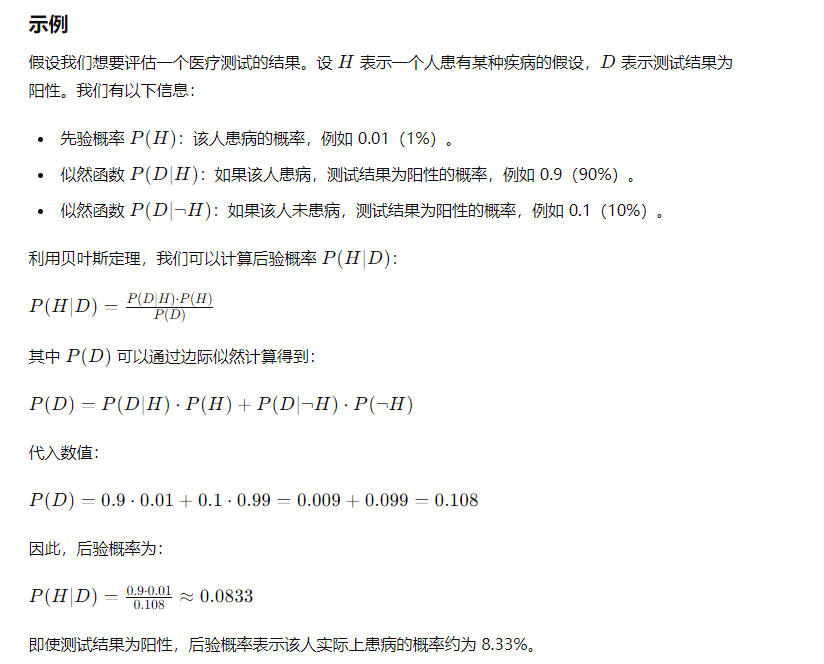 示例
假设我们想要评估一个医疗测试的结果。设 H 表示一个人患有某种疾病的假设，D 表示测试结果为
阳性。我们有以下信息：
• 先验概率 P(H)：该人患病的概率，例如 0.01（1%）。
• 似然函数 P(D|H)：如果该人患病，测试结果为阳性的概率，例如 0.9（90%）。
• 似然函数 P(D|¬H)：如果该人未患病，测试结果为阳性的概率，例如 0.1（10%）。
利用贝叶斯定理，我们可以计算后验概率 P(H|D)：
P(H|D) = \frac{P(D|H)·P(H)}{P(D)}
其中 P(D) 可以通过边际似然计算得到：
P(D) = P(D|H) · P(H) + P(D|¬H) · P(¬H)
代入数值：
P(D) = 0.9 · 0.01 + 0.1 · 0.99 = 0.009 + 0.099 = 0.108
因此，后验概率为：
P(H|D) = \frac{0.9·0.01}{0.108} ≈ 0.0833
即使测试结果为阳性，后验概率表示该人实际上患病的概率约为 8.33%。